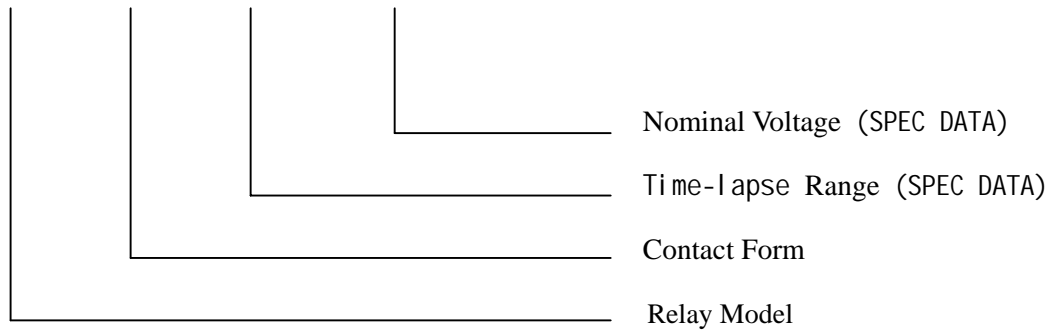 Nominal Voltage (SPEC DATA)
Time-lapse Range (SPEC DATA)
Contact Form
Relay Model